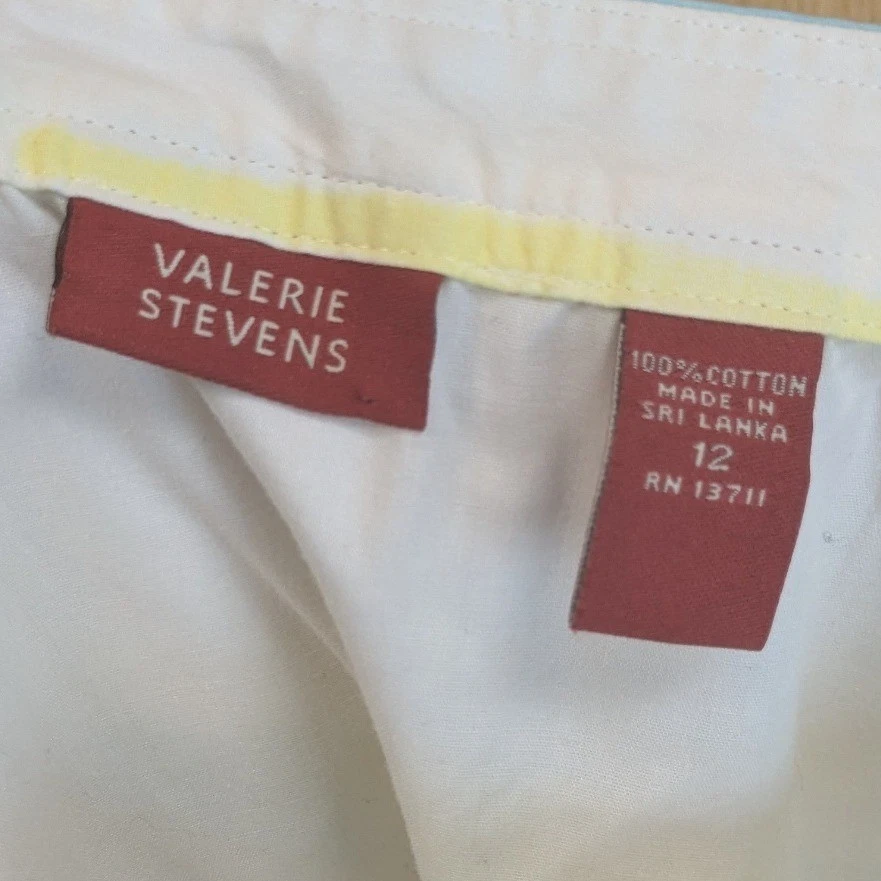 VALERIE
STEVENS
100% COTTON
MADE IN
SRI LANKA
12
RN 13711